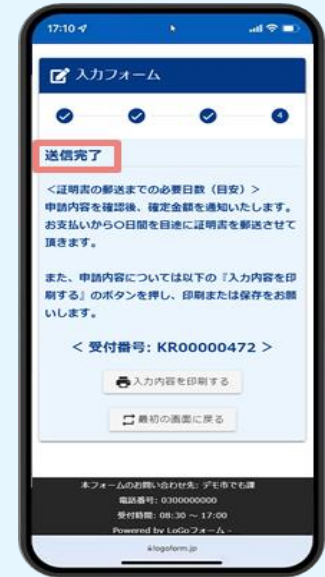 17:10
入力フォーム
4
送信完了
＜証明書の郵送までの必要日数（目安）＞
申請内容を確認後、確定金額を通知いたします。
お支払いから〇日間を目途に証明書を郵送させて
頂きます。
また、申請内容については以下の『入力内容を印
刷する』のボタンを押し、印刷または保存をお願
いします。
＜ 受付番号: KR00000472 ＞
入力内容を印刷する
最初の画面に戻る
本フォームのお問い合わせ先: デモ市でも課
電話番号: 0300000000
受付時間: 08:30 ～ 17:00
Powered by LoGoフォーム -
logoform.jp